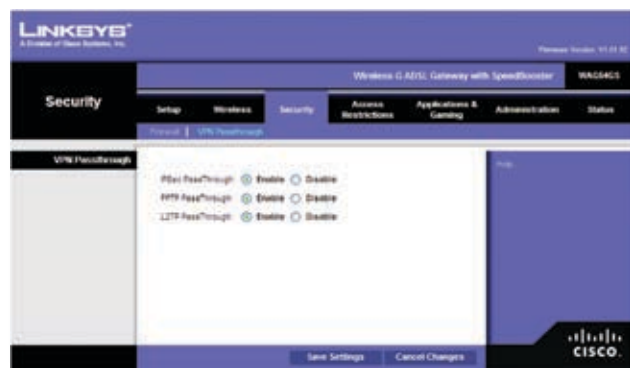 LINKSYS®
A Division of Cisco Systems, Inc.
Wireless-G ADSL Gateway with SpeedBooster WAG54GS
Security
Setup Wireless Security Access Restrictions Applications & Gaming Administration Status
Firewall | VPN Passthrough
VPN Passthrough
IPSec PassThrough: Enable Disable
PPTP PassThrough: Enable Disable
L2TP PassThrough: Enable Disable
Help...
Save Settings Cancel Changes
CISCO.